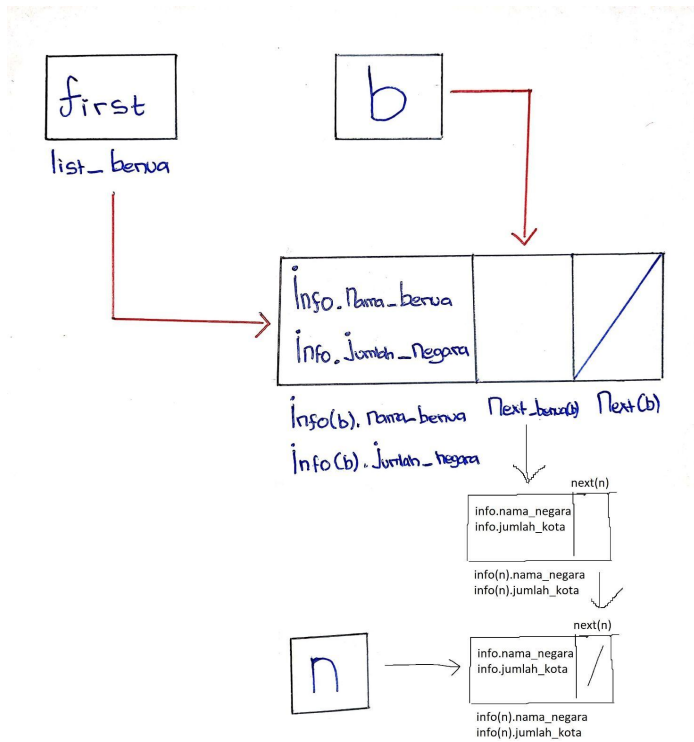 first
b
list_benua
Info.nama_benua
Info.jumlah_negara
Info(b).nama_benua
Next_benua(b)
Next(b)
Info(b).jumlah_negara
next(n)
info.nama_negara
info.jumlah_kota
info(n).nama_negara
info(n).jumlah_kota
next(n)
n
info.nama_negara
info.jumlah_kota
info(n).nama_negara
info(n).jumlah_kota